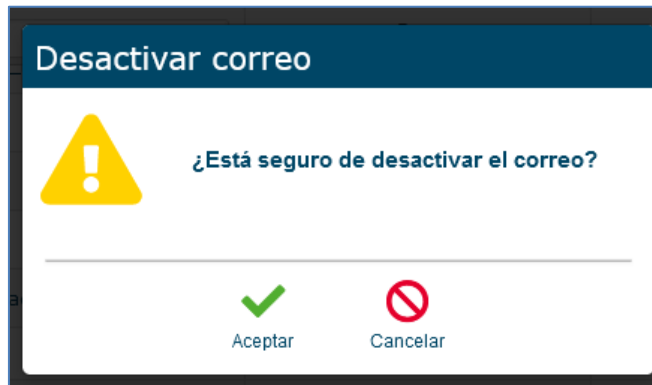 Desactivar correo
¿Está seguro de desactivar el correo?
Aceptar Cancelar